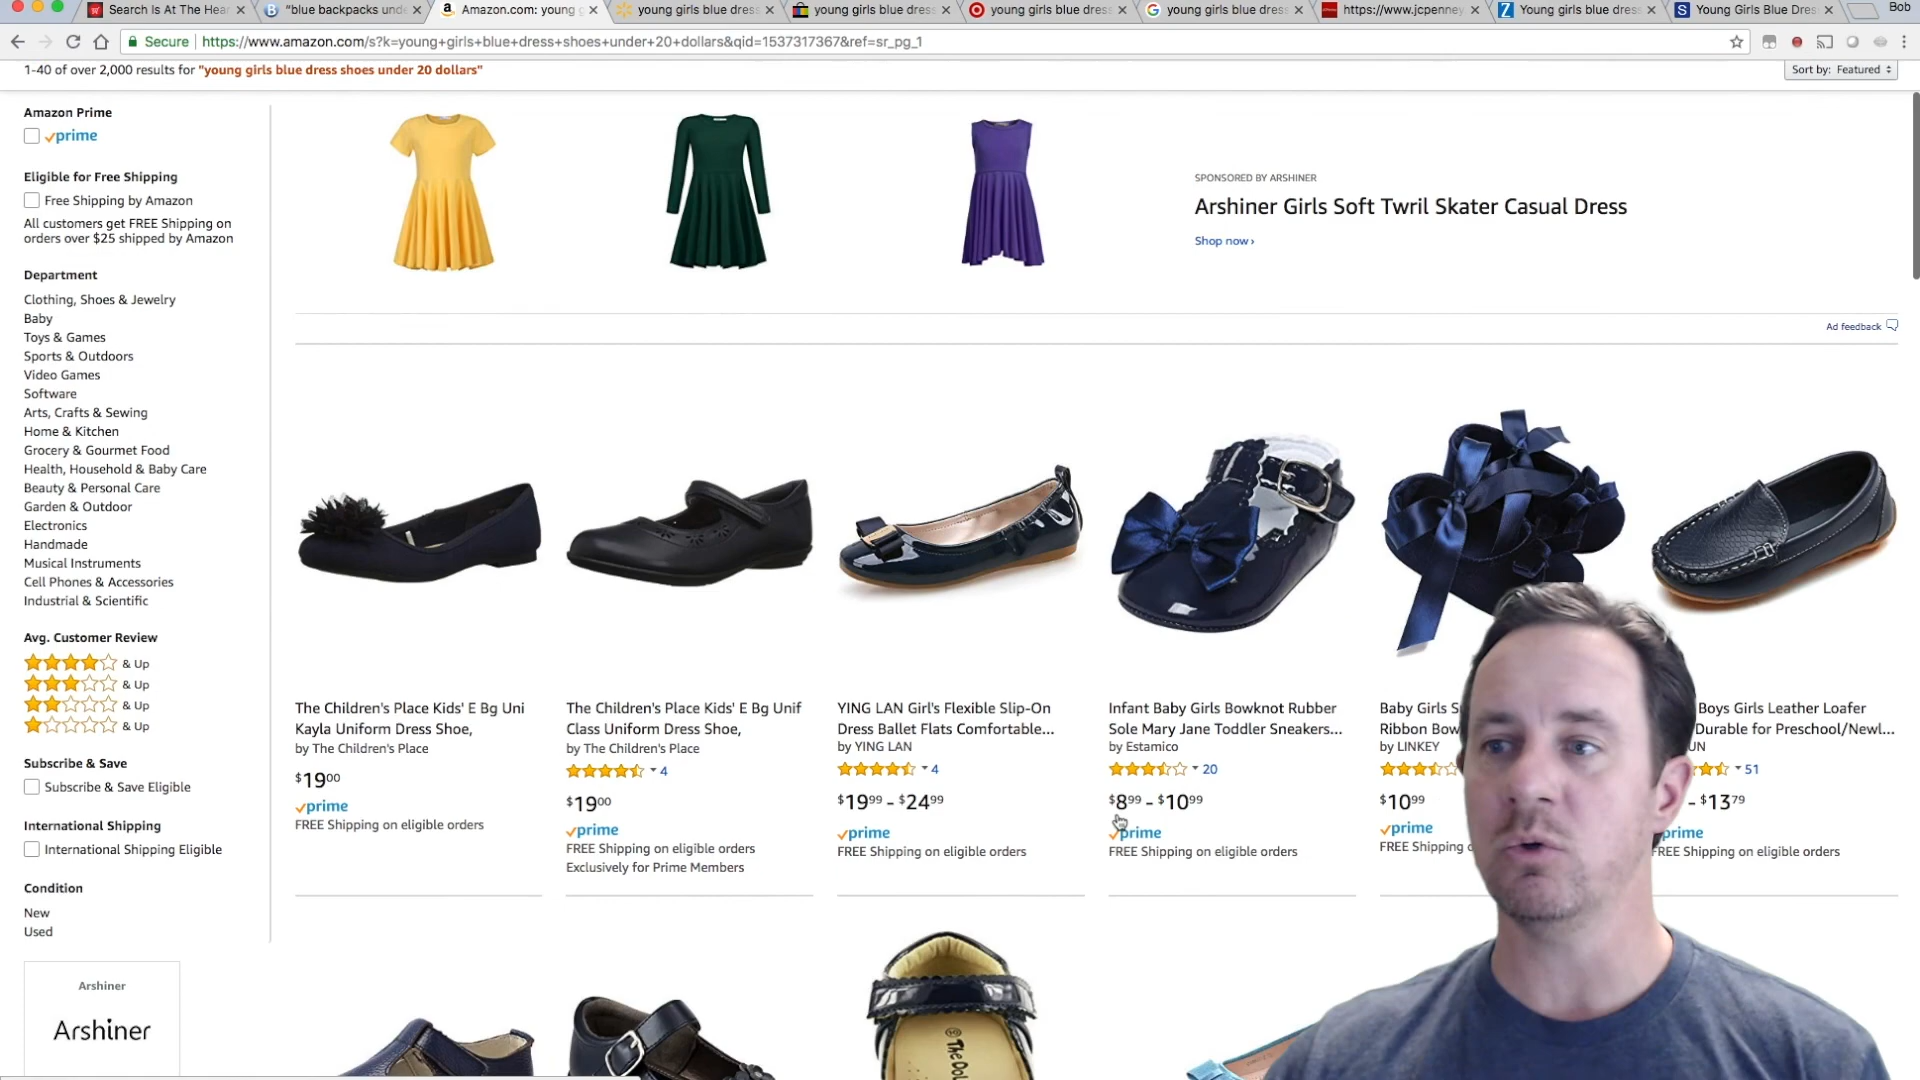 Search Is At The Hear
"blue backpacks und
Amazon.com: young g
young girls blue dress
young girls blue dress
young girls blue dress
young girls blue dress
https://www.jcpenney
Young girls blue dress
Young Girls Blue Dres
Bob
Secure
https://www.amazon.com/s?k=young+girls+blue+dress+shoes+under+20+dollars&qid=1537317367&ref=sr_pg_1
1-40 of over 2,000 results for "young girls blue dress shoes under 20 dollars"
Sort by: Featured
Amazon Prime
prime
Eligible for Free Shipping
Free Shipping by Amazon
All customers get FREE Shipping on
orders over $25 shipped by Amazon
Department
Clothing, Shoes & Jewelry
Baby
Toys & Games
Sports & Outdoors
Video Games
Software
Arts, Crafts & Sewing
Home & Kitchen
Grocery & Gourmet Food
Health, Household & Baby Care
Beauty & Personal Care
Garden & Outdoor
Electronics
Handmade
Musical Instruments
Cell Phones & Accessories
Industrial & Scientific
Avg. Customer Review
& Up
& Up
& Up
& Up
Subscribe & Save
Subscribe & Save Eligible
International Shipping
International Shipping Eligible
Condition
New
Used
Arshiner
Arshiner
SPONSORED BY ARSHINER
Arshiner Girls Soft Twril Skater Casual Dress
Shop now ›
Ad feedback
The Children's Place Kids' E Bg Uni
Kayla Uniform Dress Shoe,
by The Children's Place
$19 00
prime
FREE Shipping on eligible orders
The Children's Place Kids' E Bg Unif
Class Uniform Dress Shoe,
by The Children's Place
4
$19 00
prime
FREE Shipping on eligible orders
Exclusively for Prime Members
YING LAN Girl's Flexible Slip-On
Dress Ballet Flats Comfortable...
by YING LAN
4
$19 99 - $24 99
prime
FREE Shipping on eligible orders
Infant Baby Girls Bowknot Rubber
Sole Mary Jane Toddler Sneakers...
by Estamico
20
$8 99 - $10 99
prime
FREE Shipping on eligible orders
Baby Girls S
Ribbon Bow
by LINKEY
$10 99
prime
FREE Shipping
Boys Girls Leather Loafer
Durable for Preschool/Newl...
UN
51
- $13 79
prime
FREE Shipping on eligible orders